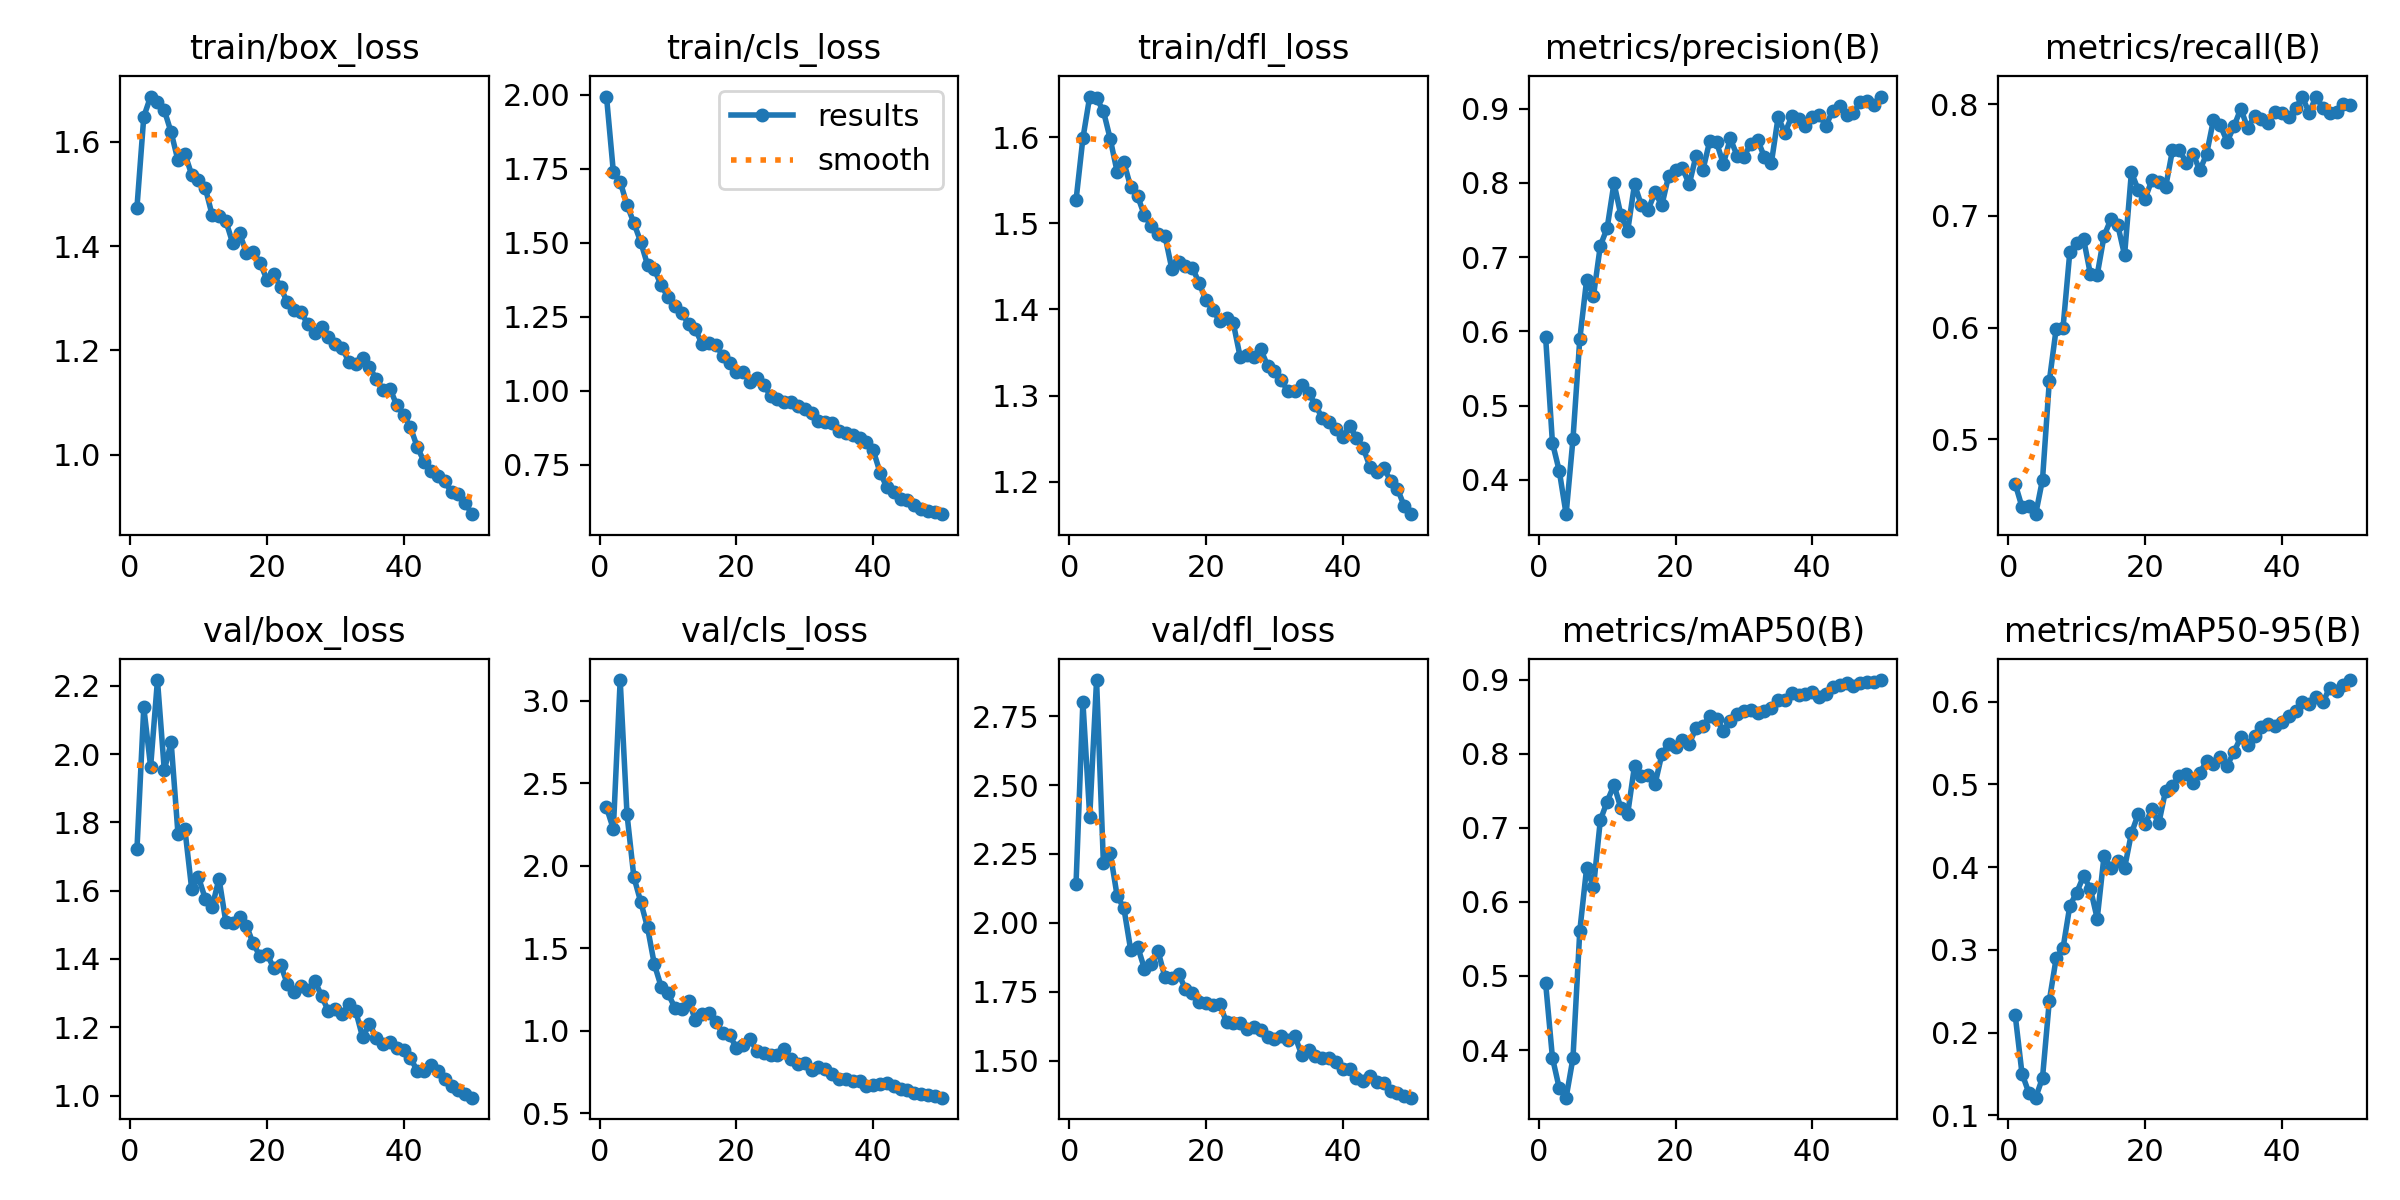 train/box_loss
train/cls_loss
train/dfl_loss
metrics/precision(B)
metrics/recall(B)
1.6
1.4
1.2
1.0
0 20 40
2.00
1.75
1.50
1.25
1.00
0.75
0 20 40
results
smooth
1.6
1.5
1.4
1.3
1.2
0 20 40
0.9
0.8
0.7
0.6
0.5
0.4
0 20 40
0.8
0.7
0.6
0.5
0 20 40
val/box_loss
val/cls_loss
val/dfl_loss
metrics/mAP50(B)
metrics/mAP50-95(B)
2.2
2.0
1.8
1.6
1.4
1.2
1.0
0 20 40
3.0
2.5
2.0
1.5
1.0
0.5
0 20 40
2.75
2.50
2.25
2.00
1.75
1.50
0 20 40
0.9
0.8
0.7
0.6
0.5
0.4
0 20 40
0.6
0.5
0.4
0.3
0.2
0.1
0 20 40